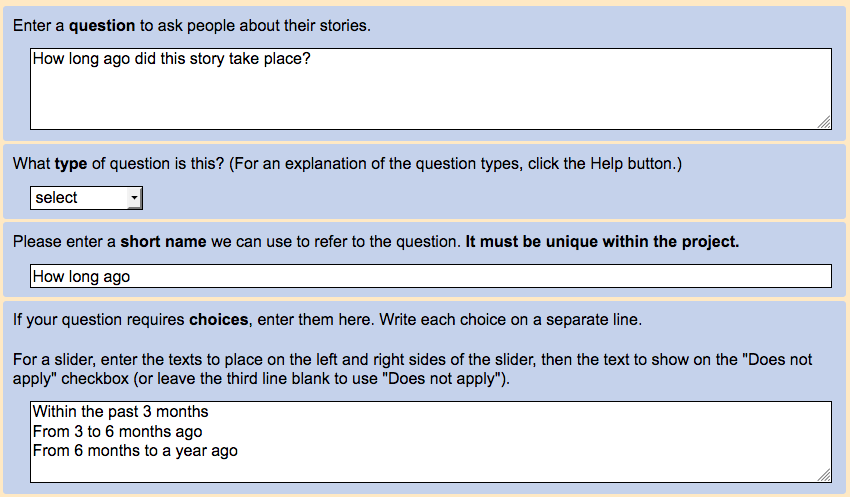 Enter a question to ask people about their stories.
How long ago did this story take place?
What type of question is this? (For an explanation of the question types, click the Help button.)
select
Please enter a short name we can use to refer to the question. It must be unique within the project.
How long ago
If your question requires choices, enter them here. Write each choice on a separate line.
For a slider, enter the texts to place on the left and right sides of the slider, then the text to show on the "Does not
apply" checkbox (or leave the third line blank to use "Does not apply").
Within the past 3 months
From 3 to 6 months ago
From 6 months to a year ago